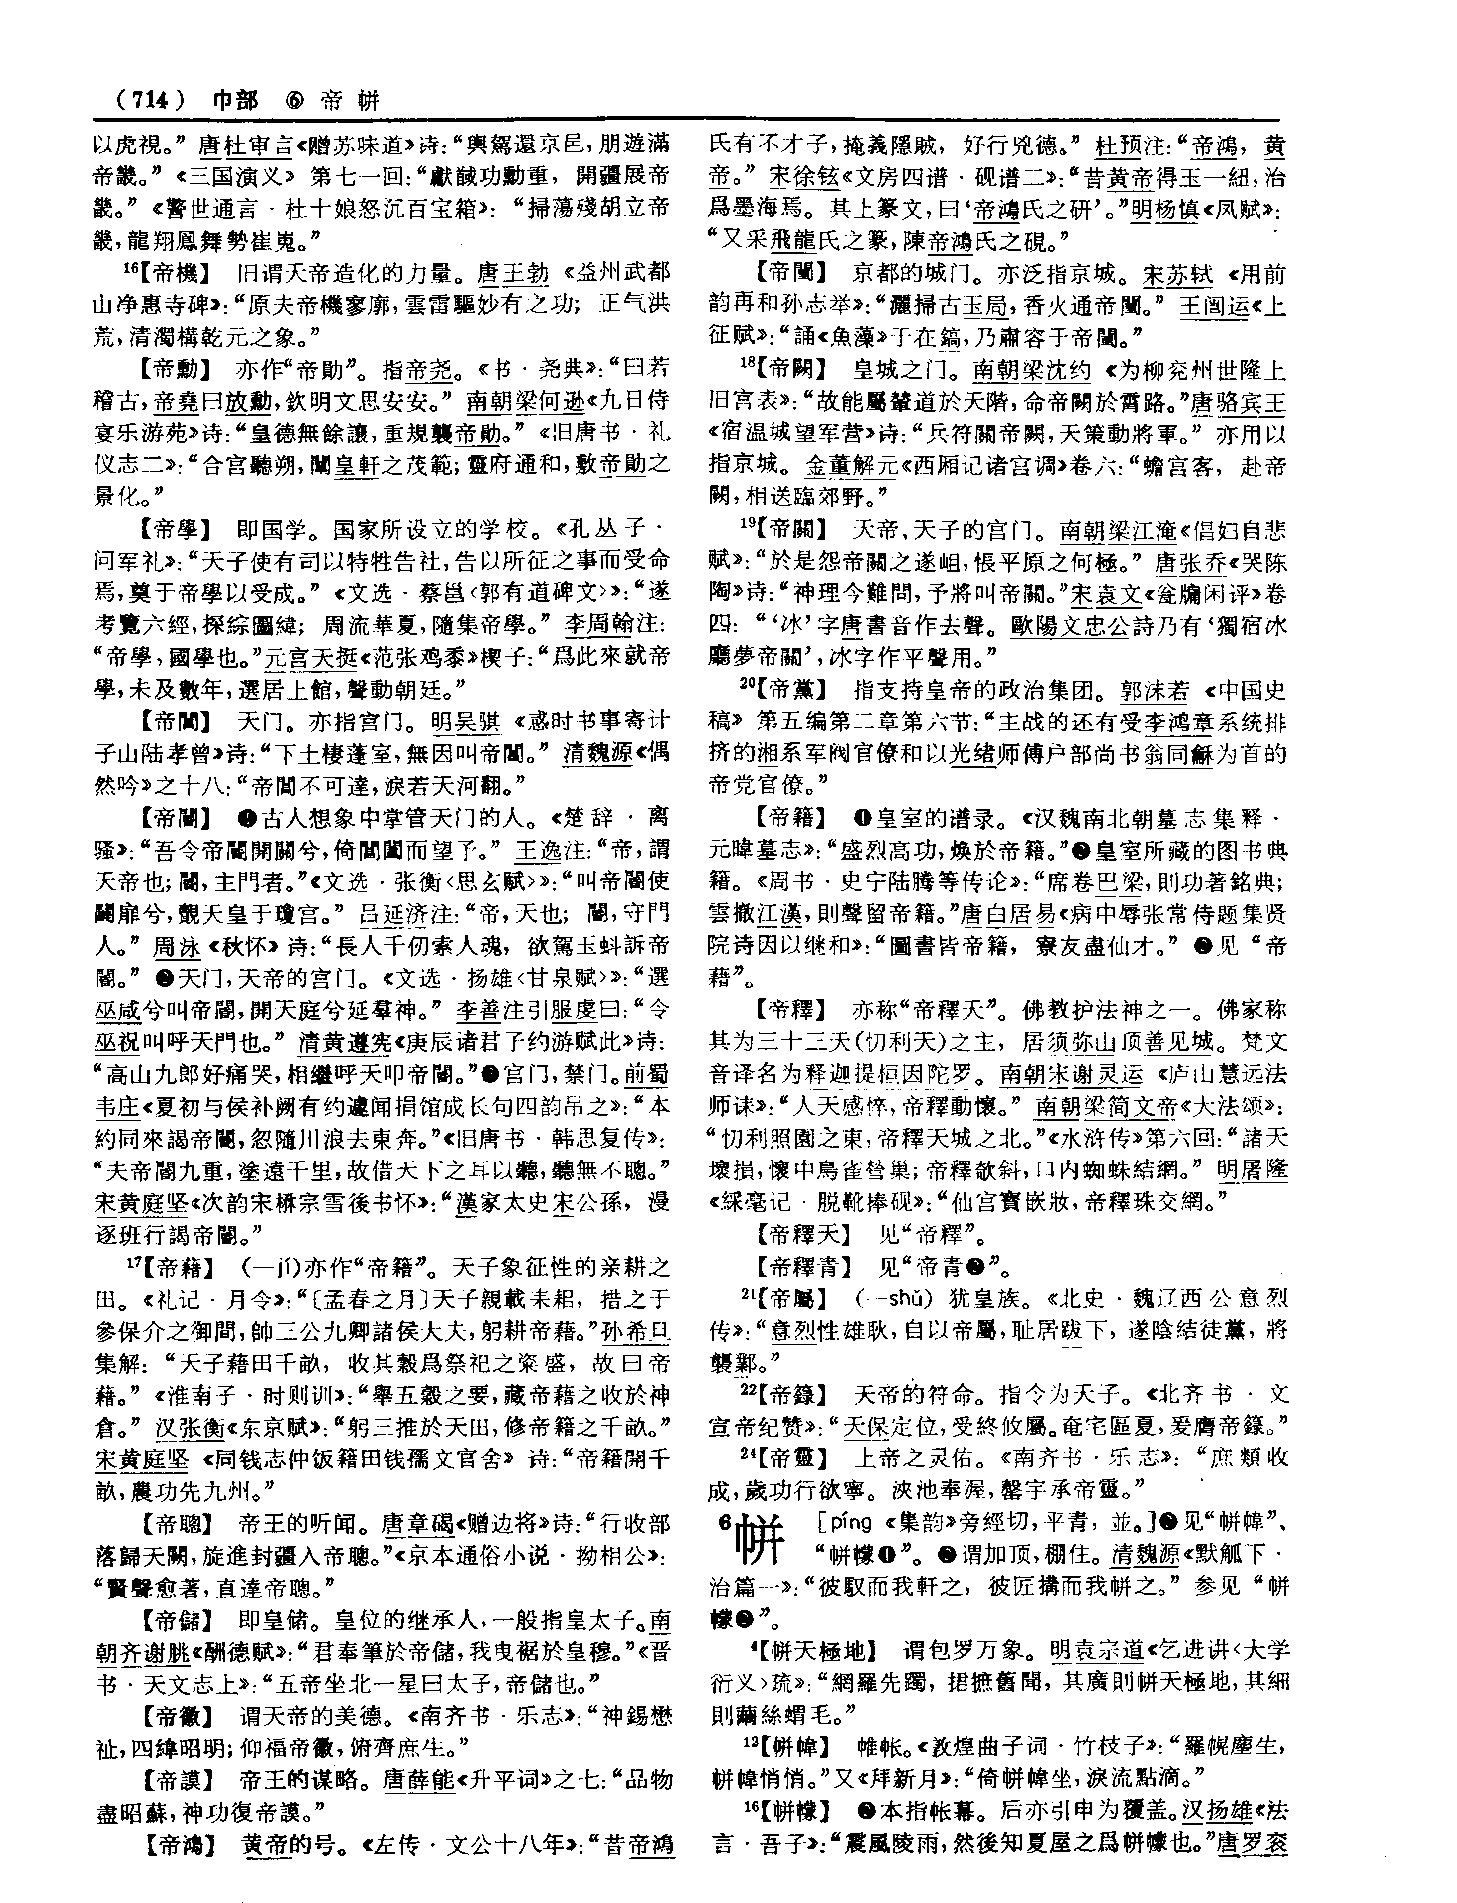 (714) 巾部 ⑥ 帝 帡
以虎視。” 唐杜审言《赠苏味道》诗:“輿駕還京邑,朋遊滿
帝畿。”《三国演义》 第七一回:“獻馘功勳重, 開疆展帝
畿。”《警世通言·杜十娘怒沉百宝箱》: “掃蕩殘胡立帝
畿,龍翔鳳舞勢崔嵬。”
16【帝機】 旧谓天帝造化的力量。唐王勃 《益州武都
山净惠寺碑》:“原夫帝機寥廓,雲雷驅妙有之功; 正气洪
荒,清濁構乾元之象。”
【帝勳】 亦作“帝勛”。指帝尧。《书·尧典》:“曰若
稽古,帝堯曰放勳,欽明文思安安。” 南朝梁何逊《九日侍
宴乐游苑》诗:“皇德無餘讓,重規襲帝勛。”《旧唐书·礼
仪志二》:“合宫聽朔,闡皇軒之茂範;靈府通和,敷帝勛之
景化。”
【帝學】 即国学。国家所设立的学校。《孔丛子·
问军礼》:“天子使有司以特牲告社,告以所征之事而受命
焉,奠于帝學以受成。”《文选·蔡邕〈郭有道碑文〉》:“遂
考覽六經,探綜圖緯; 周流華夏,隨集帝學。” 李周翰注:
“帝學,國學也。”元宫天挺《范张鸡黍》楔子:“爲此來就帝
學,未及數年,選居上館,聲動朝廷。”
【帝閶】 天门。亦指宫门。明吴骐 《感时书事寄计
子山陆孝曾》诗:“下土棲蓬室,無因叫帝閶。” 清魏源《偶
然吟》之十八:“帝閶不可達,淚若天河翻。”
【帝閽】 ❶古人想象中掌管天门的人。《楚辞·离
骚》:“吾令帝閽開關兮,倚閶闔而望予。” 王逸注:“帝,謂
天帝也;閽,主門者。”《文选·张衡〈思玄赋〉》:“叫帝閽使
闢扉兮,覿天皇于瓊宫。” 吕延济注:“帝,天也; 閽,守門
人。” 周泳《秋怀》诗:“長人千仞索人魂, 欲駕玉虯訴帝
閽。” ❷天门,天帝的宫门。《文选·扬雄〈甘泉赋〉》:“選
巫咸兮叫帝閽,開天庭兮延羣神。” 李善注引服虔曰:“令
巫祝叫呼天門也。” 清黄遵宪《庚辰诸君子约游赋此》诗:
“高山九郎好痛哭,相繼呼天叩帝閽。”❸宫门,禁门。前蜀
韦庄《夏初与侯补阙有约遽闻捐馆成长句四韵吊之》:“本
約同來謁帝閽,忽隨川浪去東奔。”《旧唐书·韩思复传》:
“夫帝閽九重,塗遠千里,故借天下之耳以聽,聽無不聰。”
宋黄庭坚《次韵宋楙宗雪後书怀》:“漢家太史宋公孫, 漫
逐班行謁帝閽。”
17【帝藉】 (—jí)亦作“帝籍”。天子象征性的亲耕之
田。《礼记·月令》:“〔孟春之月〕天子親載耒耜, 措之于
參保介之御間,帥三公九卿諸侯大夫,躬耕帝藉。”孙希旦
集解:“天子藉田千畝, 收其穀爲祭祀之粢盛, 故曰帝
藉。”《淮南子·时则训》:“舉五穀之要,藏帝藉之收於神
倉。” 汉张衡《东京赋》:“躬三推於天田,修帝籍之千畝。”
宋黄庭坚 《同钱志仲饭籍田钱孺文官舍》 诗:“帝籍開千
畝,農功先九州。”
【帝聰】 帝王的听闻。唐章碣《赠边将》诗:“行收部
落歸天闕,旋進封疆入帝聰。”《京本通俗小说·拗相公》:
“賢聲愈著,直達帝聰。”
【帝儲】 即皇储。皇位的继承人,一般指皇太子。南
朝齐谢朓《酬德赋》:“君奉筆於帝儲,我曳裾於皇穆。”《晋
书·天文志上》:“五帝坐北一星曰太子,帝儲也。”
【帝徽】 谓天帝的美德。《南齐书·乐志》:“神錫懋
祉,四緯昭明;仰福帝徽,俯齊庶生。”
【帝謨】 帝王的谋略。唐薛能《升平词》之七:“品物
盡昭蘇,神功復帝謨。”
【帝鴻】 黄帝的号。《左传·文公十八年》:“昔帝鴻
氏有不才子,掩義隱賊, 好行兇德。” 杜预注:“帝鴻, 黄
帝。” 宋徐铉《文房四谱·砚谱二》:“昔黄帝得玉一紐,治
爲墨海焉。其上篆文,曰‘帝鴻氏之研’。”明杨慎《凤赋》:
“又采飛龍氏之篆,陳帝鴻氏之硯。”
【帝闉】 京都的城门。亦泛指京城。宋苏轼 《用前
韵再和孙志举》:“灑掃古玉局,香火通帝闉。” 王闿运《上
征赋》:“誦《魚藻》于在鎬,乃肅容于帝闉。”
18【帝闕】 皇城之门。南朝梁沈约 《为柳兖州世隆上
旧宫表》:“故能屬輦道於天階,命帝闕於霄路。”唐骆宾王
《宿温城望军营》诗:“兵符關帝闕,天策動將軍。” 亦用以
指京城。金董解元《西厢记诸宫调》卷六:“蟾宫客, 赴帝
闕,相送臨郊野。”
19【帝關】 天帝,天子的宫门。南朝梁江淹《倡妇自悲
赋》:“於是怨帝關之遂岨,悵平原之何極。” 唐张乔《哭陈
陶》诗:“神理今難問,予將叫帝關。”宋袁文《瓮牖闲评》卷
四:“‘冰’字唐書音作去聲。歐陽文忠公詩乃有‘獨宿冰
廳夢帝關’,冰字作平聲用。”
20【帝黨】 指支持皇帝的政治集团。郭沫若 《中国史
稿》第五编第二章第六节:“主战的还有受李鸿章系统排
挤的湘系军阀官僚和以光绪师傅户部尚书翁同龢为首的
帝党官僚。”
【帝籍】 ❶皇室的谱录。《汉魏南北朝墓志集释·
元暐墓志》:“盛烈高功,煥於帝籍。”❷皇室所藏的图书典
籍。《周书·史宁陆腾等传论》:“席卷巴梁,則功著銘典;
雲撤江漢,則聲留帝籍。”唐白居易《病中辱张常侍题集贤
院诗因以继和》:“圖書皆帝籍, 寮友盡仙才。” ❸见 “帝
藉”。
【帝釋】 亦称“帝釋天”。佛教护法神之一。佛家称
其为三十三天(忉利天)之主, 居须弥山顶善见城。梵文
音译名为释迦提桓因陀罗。南朝宋谢灵运 《庐山慧远法
师诔》:“人天感悴,帝釋動懷。” 南朝梁简文帝《大法颂》:
“忉利照園之東,帝釋天城之北。”《水浒传》第六回:“諸天
壞損,懷中鳥雀營巢;帝釋欹斜,口内蜘蛛結網。” 明屠隆
《綵毫记·脱靴捧砚》:“仙宫寶嵌妝,帝釋珠交網。”
【帝釋天】 见“帝釋”。
【帝釋青】 见“帝青❷”。
21【帝屬】 (—shǔ) 犹皇族。《北史·魏辽西公意烈
传》:“意烈性雄耿,自以帝屬,耻居跋下, 遂陰結徒黨, 將
襲鄴。”
22【帝籙】 天帝的符命。指令为天子。《北齐书·文
宣帝纪赞》:“天保定位,受終攸屬。奄宅區夏,爰膺帝籙。”
24【帝靈】 上帝之灵佑。《南齐书·乐志》: “庶類收
成,歲功行欲寧。浹池奉渥,罄宇承帝靈。”
6帡 [píng 《集韵》旁經切,平青, 並。]❶见“帡幃”、
“帡幪❶”。❷谓加顶,棚住。清魏源《默觚下·
治篇一》:“彼馭而我軒之, 彼匠搆而我帡之。” 参见 “帡
幪❷”。
4【帡天極地】 谓包罗万象。明袁宗道《乞进讲〈大学
衍义〉疏》:“網羅先躅, 捃摭舊聞, 其廣則帡天極地,其細
則繭絲蝟毛。”
12【帡幃】 帷帐。《敦煌曲子词·竹枝子》:“羅幌塵生,
帡幃悄悄。”又《拜新月》:“倚帡幃坐,淚流點滴。”
16【帡幪】 ❶本指帐幕。后亦引申为覆盖。汉扬雄《法
言·吾子》:“震風陵雨,然後知夏屋之爲帡幪也。”唐罗衮